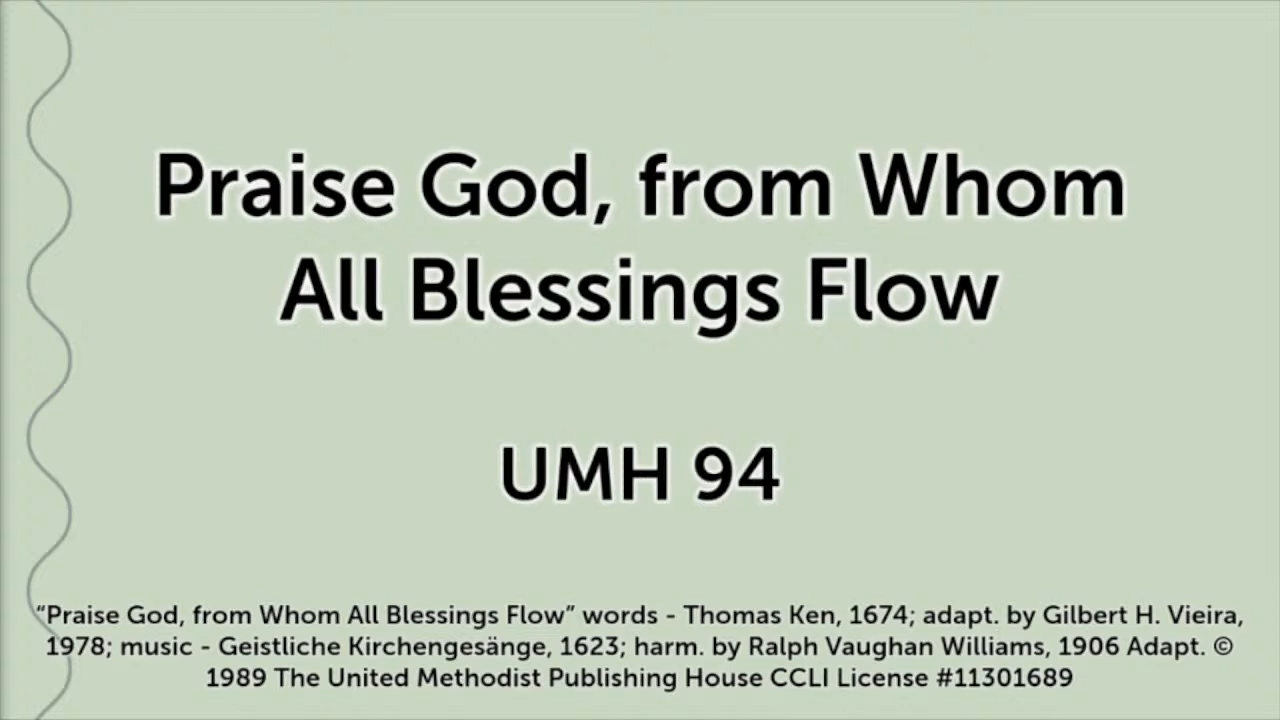 Praise God, from Whom
All Blessings Flow
UMH 94
“Praise God, from Whom All Blessings Flow” words - Thomas Ken, 1674; adapt. by Gilbert H. Vieira,
1978; music - Geistliche Kirchengesänge, 1623; harm. by Ralph Vaughan Williams, 1906 Adapt. ©
1989 The United Methodist Publishing House CCLI License #11301689